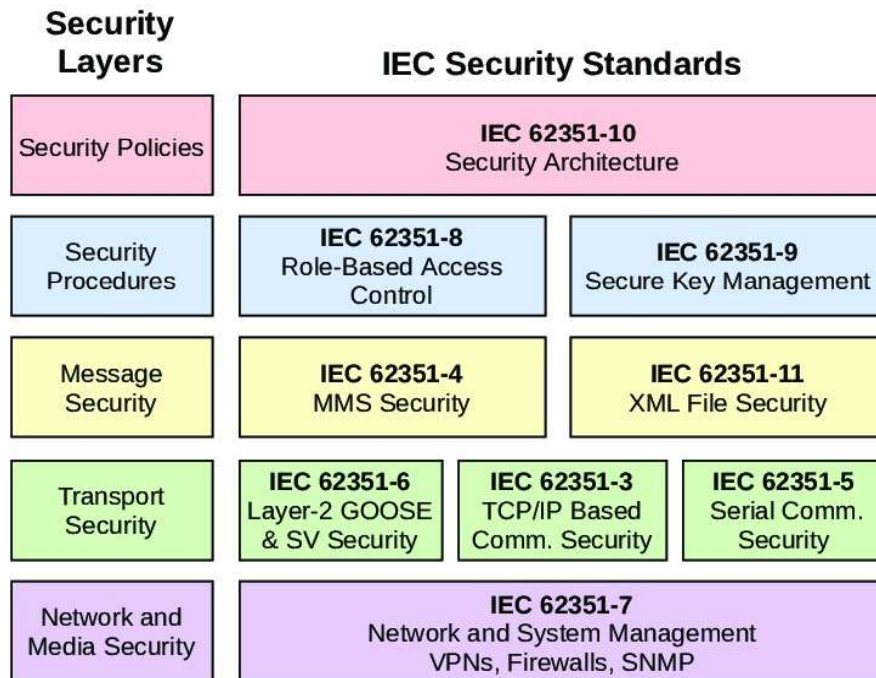 Security
Layers
IEC Security Standards
Security Policies
IEC 62351-10
Security Architecture
Security
Procedures
IEC 62351-8
Role-Based Access
Control
IEC 62351-9
Secure Key Management
Message
Security
IEC 62351-4
MMS Security
IEC 62351-11
XML File Security
Transport
Security
IEC 62351-6
Layer-2 GOOSE
& SV Security
IEC 62351-3
TCP/IP Based
Comm. Security
IEC 62351-5
Serial Comm.
Security
Network and
Media Security
IEC 62351-7
Network and System Management
VPNs, Firewalls, SNMP